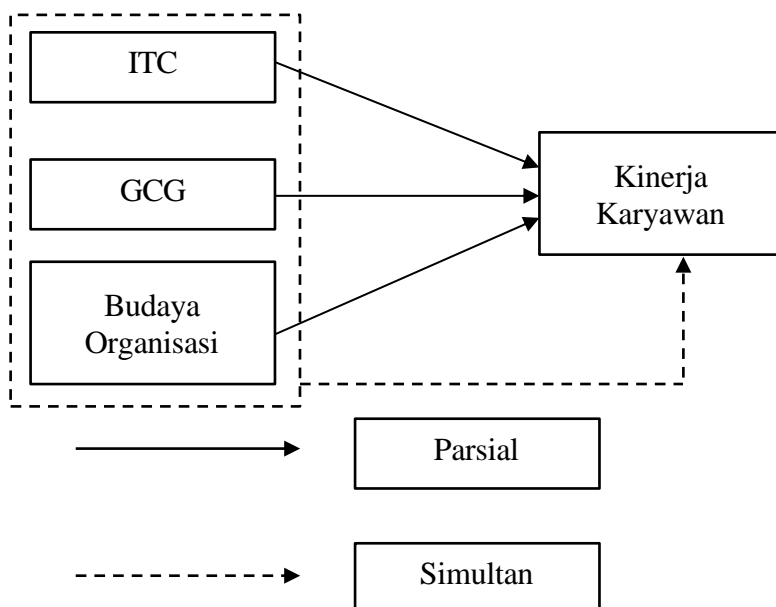 ITC
GCG
Budaya
Organisasi
Kinerja
Karyawan
Parsial
Simultan